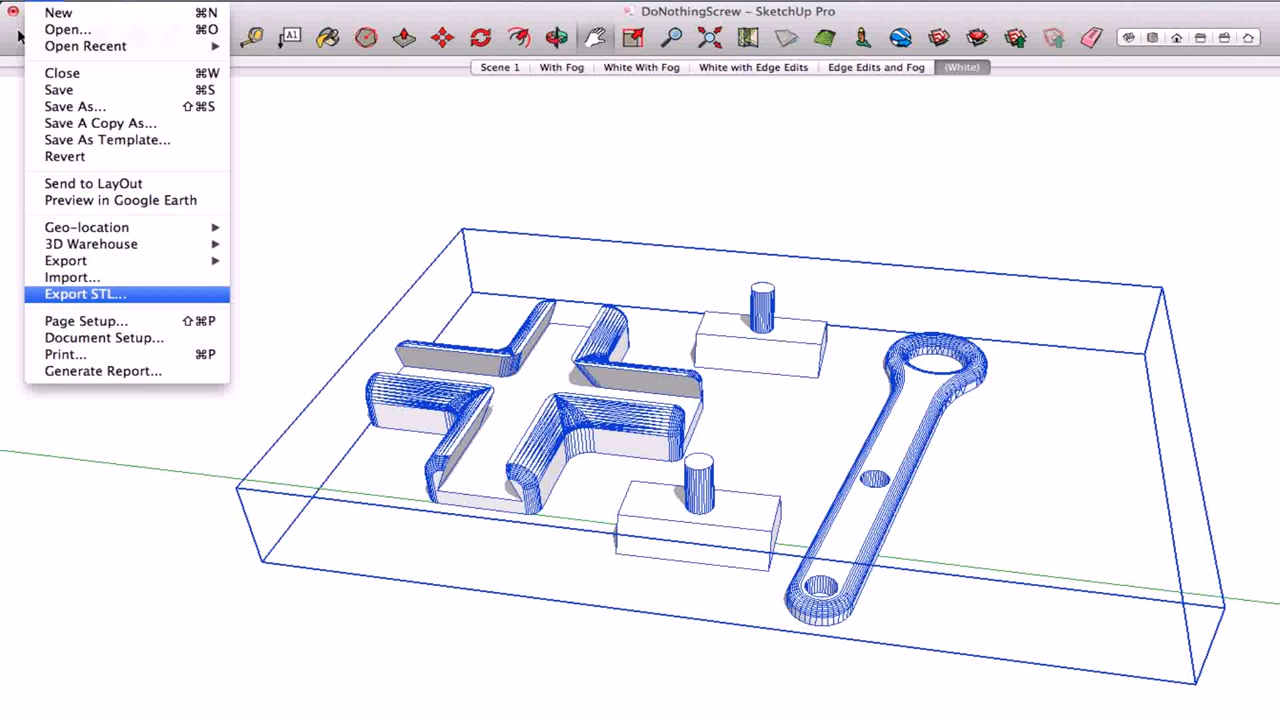 DoNothingScrew ~ SketchUp Pro
New ⌘N
Open... ⌘O
Open Recent
Close ⌘W
Save ⌘S
Save As... ⇧⌘S
Save A Copy As...
Save As Template...
Revert
Send to LayOut
Preview in Google Earth
Geo-location
3D Warehouse
Export
Import...
Export STL...
Page Setup... ⇧⌘P
Document Setup...
Print... ⌘P
Generate Report...
A1
Scene 1 With Fog White With Fog White with Edge Edits Edge Edits and Fog (White)